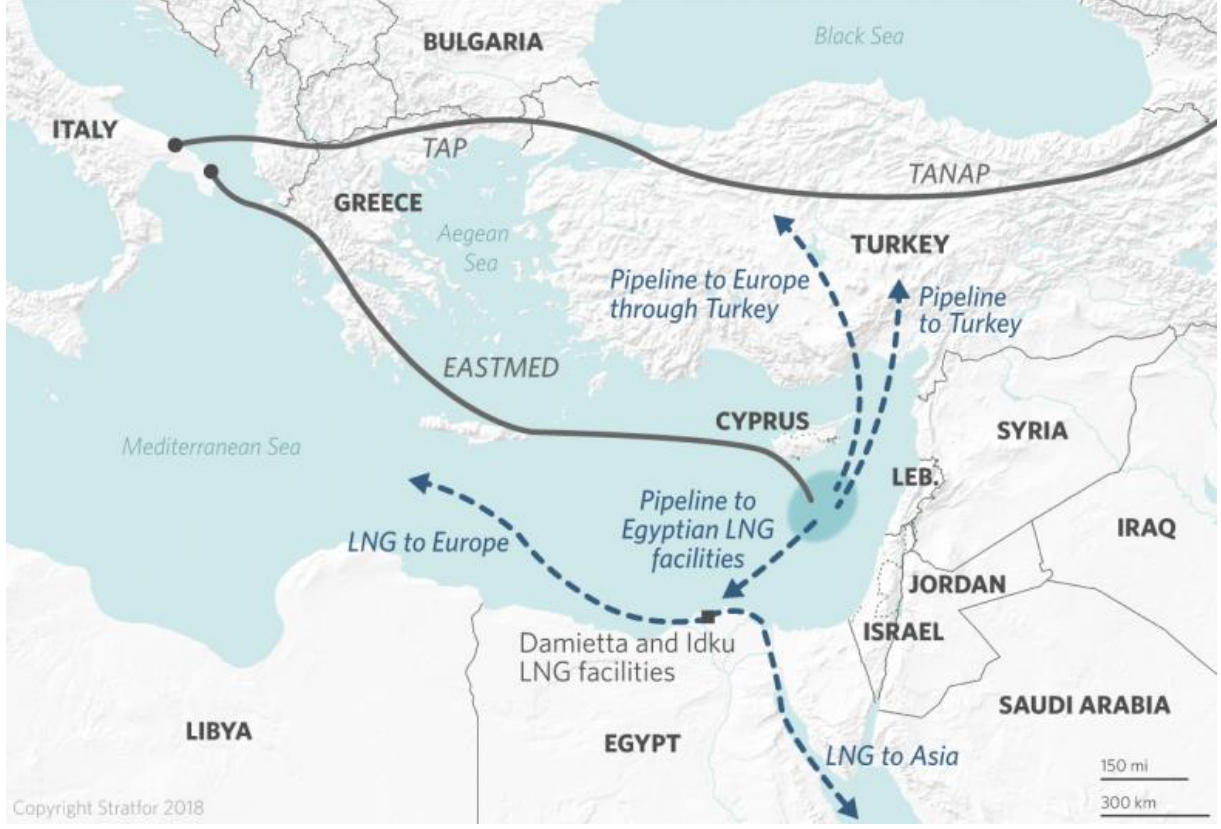 BULGARIA
Black Sea
ITALY
TAP
TANAP
GREECE
Aegean
Sea
TURKEY
Pipeline to Europe
through Turkey
Pipeline
to Turkey
EASTMED
CYPRUS
SYRIA
Mediterranean Sea
LEB.
Pipeline to
Egyptian LNG
facilities
IRAQ
LNG to Europe
JORDAN
ISRAEL
Damietta and Idku
LNG facilities
SAUDI ARABIA
LIBYA
EGYPT
LNG to Asia
150 mi
300 km
Copyright Stratfor 2018